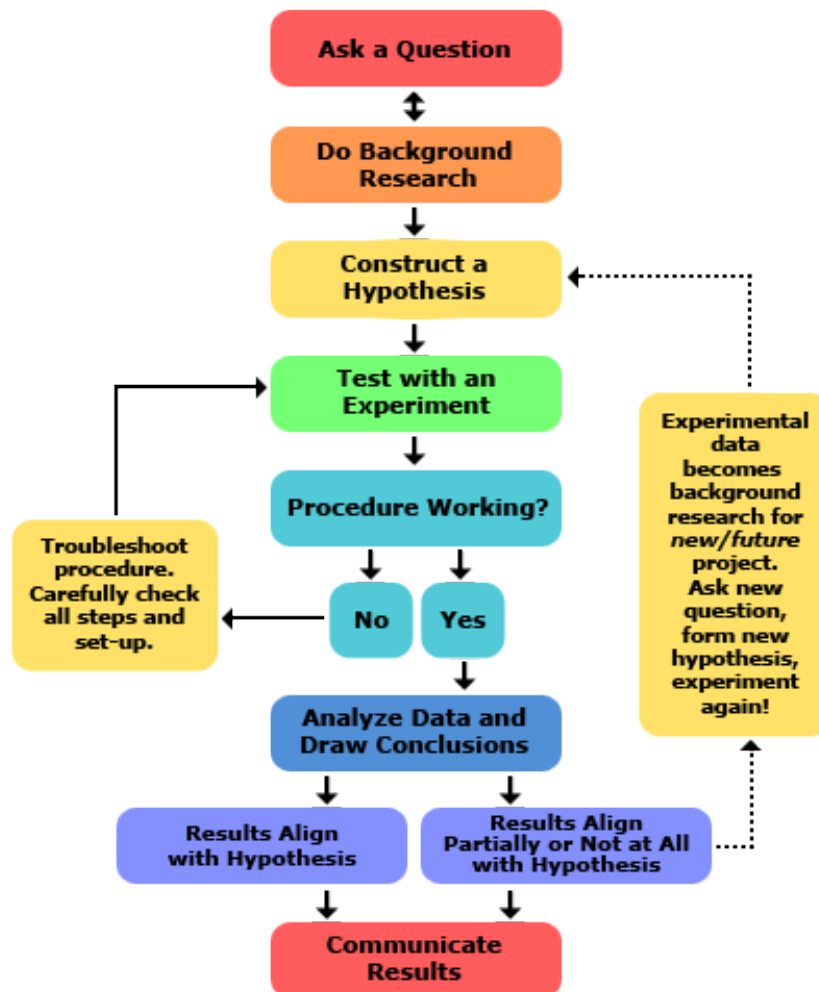 Ask a Question
Do Background
Research
Construct a
Hypothesis
Test with an
Experiment
Procedure Working?
No
Yes
Troubleshoot
procedure.
Carefully check
all steps and
set-up.
Experimental
data
becomes
background
research for
new/future
project.
Ask new
question,
form new
hypothesis,
experiment
again!
Analyze Data and
Draw Conclusions
Results Align
with Hypothesis
Results Align
Partially or Not at All
with Hypothesis
Communicate
Results